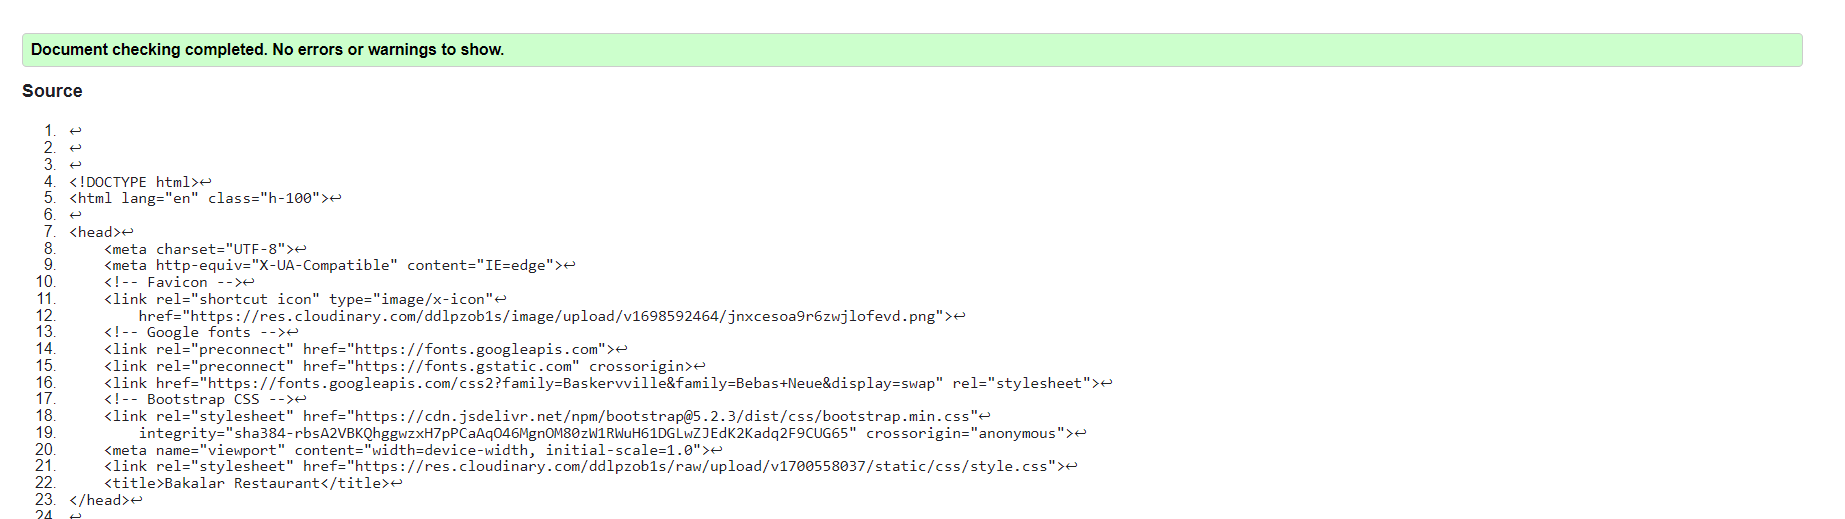 Document checking completed. No errors or warnings to show.
Source
1. ↩
2. ↩
3. ↩
4. <!DOCTYPE html>↩
5. <html lang="en" class="h-100">↩
6. ↩
7. <head>↩
8.     <meta charset="UTF-8">↩
9.     <meta http-equiv="X-UA-Compatible" content="IE=edge">↩
10.     <!-- Favicon -->↩
11.     <link rel="shortcut icon" type="image/x-icon"↩
12.         href="https://res.cloudinary.com/ddlpzob1s/image/upload/v1698592464/jnxcesoa9r6zwjlofevd.png">↩
13.     <!-- Google fonts -->↩
14.     <link rel="preconnect" href="https://fonts.googleapis.com">↩
15.     <link rel="preconnect" href="https://fonts.gstatic.com" crossorigin>↩
16.     <link href="https://fonts.googleapis.com/css2?family=Baskervville&family=Bebas+Neue&display=swap" rel="stylesheet">↩
17.     <!-- Bootstrap CSS -->↩
18.     <link rel="stylesheet" href="https://cdn.jsdelivr.net/npm/bootstrap@5.2.3/dist/css/bootstrap.min.css"↩
19.         integrity="sha384-rbsA2VBKQhggwzxH7pPCaAqO46MgnOM80zW1RWuH61DGLwZJEdK2Kadq2F9CUG65" crossorigin="anonymous">↩
20.     <meta name="viewport" content="width=device-width, initial-scale=1.0">↩
21.     <link rel="stylesheet" href="https://res.cloudinary.com/ddlpzob1s/raw/upload/v1700558037/static/css/style.css">↩
22.     <title>Bakalar Restaurant</title>↩
23. </head>↩
24. ↩